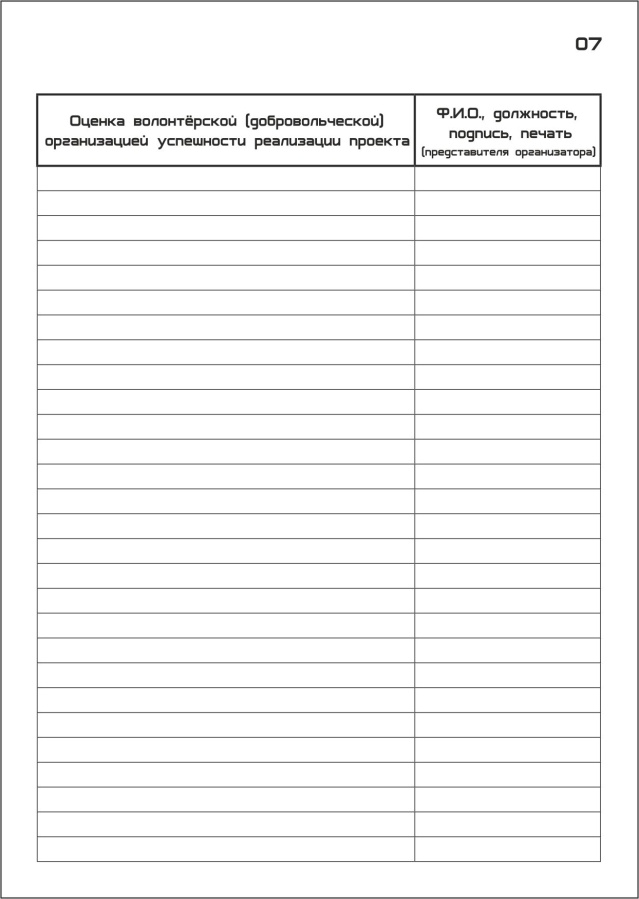 07
Оценка волонтёрской (добровольческой)
организацией успешности реализации проекта
Ф.И.О., должность,
подпись, печать
(представителя организатора)